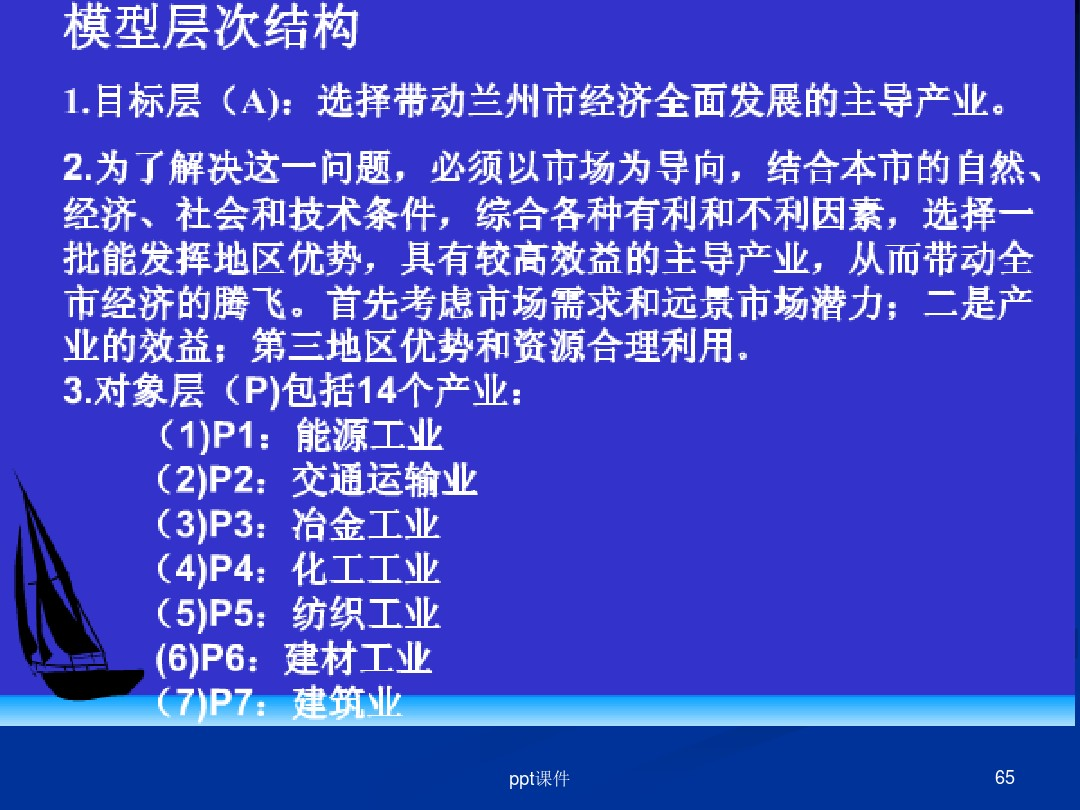 模型层次结构
1.目标层（A)：选择带动兰州市经济全面发展的主导产业。
2.为了解决这一问题，必须以市场为导向，结合本市的自然、
经济、社会和技术条件，综合各种有利和不利因素，选择一
批能发挥地区优势，具有较高效益的主导产业，从而带动全
市经济的腾飞。首先考虑市场需求和远景市场潜力；二是产
业的效益；第三地区优势和资源合理利用。
3.对象层（P)包括14个产业：
（1)P1：能源工业
（2)P2：交通运输业
（3)P3：冶金工业
（4)P4：化工工业
（5)P5：纺织工业
(6)P6：建材工业
（7)P7：建筑业
ppt课件
65